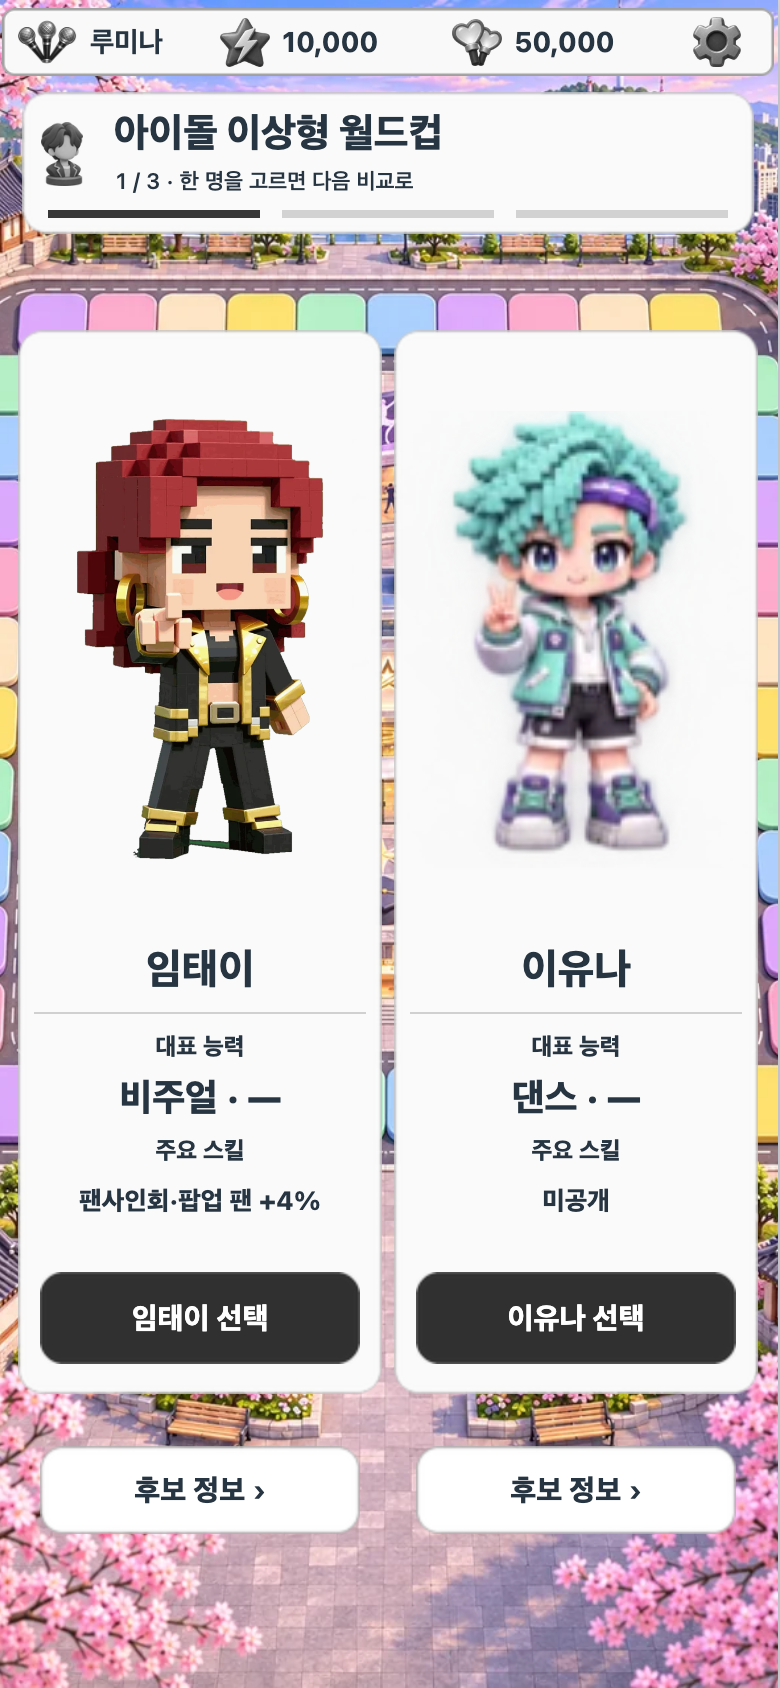 루미나
10,000
50,000
아이돌 이상형 월드컵
1 / 3 · 한 명을 고르면 다음 비교로
임태이
대표 능력
비주얼 · —
주요 스킬
팬사인회·팝업 팬 +4%
임태이 선택
후보 정보 ›
이유나
대표 능력
댄스 · —
주요 스킬
미공개
이유나 선택
후보 정보 ›